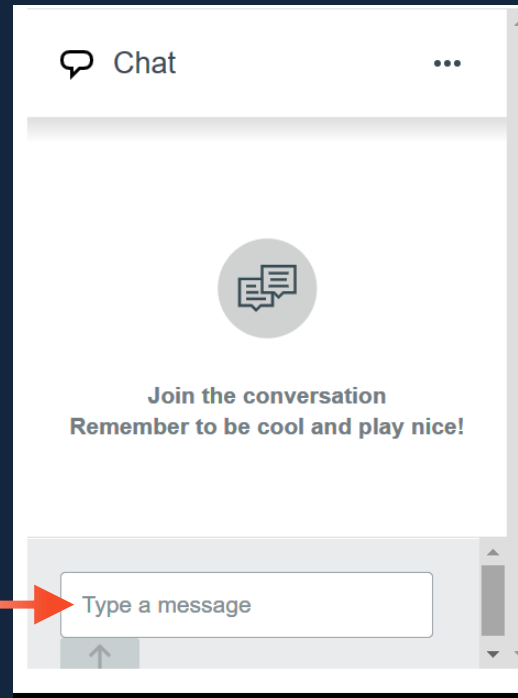 Chat
Join the conversation
Remember to be cool and play nice!
Type a message